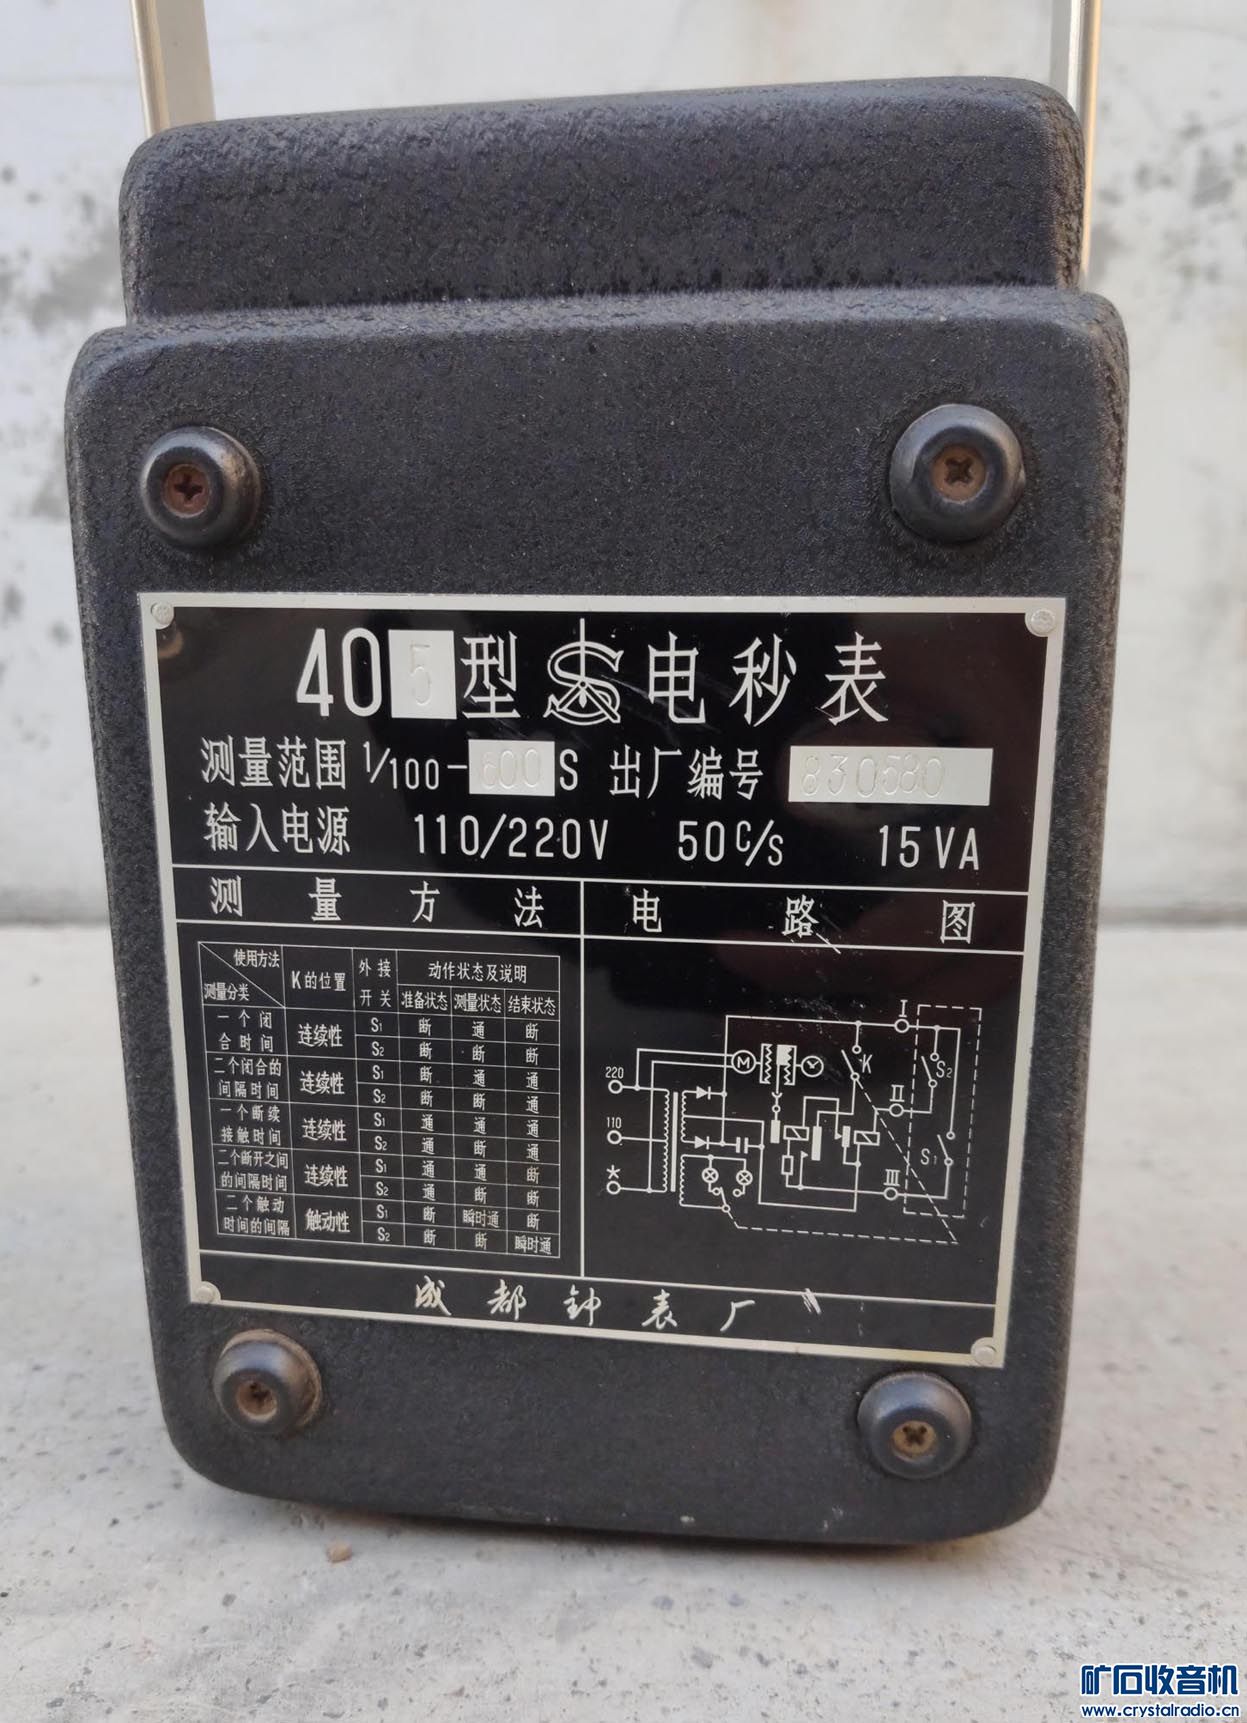 405型 电秒表
测量范围 1/100-600S 出厂编号 830580
输入电源 110/220V 50C/S 15VA
测量方法 电路图
使用方法 测量分类 K的位置 外接开关 动作状态及说明
准备状态 测量状态 结束状态
一个闭合时间 连续性 S1 断 通 断
S2 断 断 断
二个闭合的间隔时间 连续性 S1 断 通 通
S2 断 断 通
一个断续接触时间 连续性 S1 通 通 通
S2 通 断 通
二个断开之间的间隔时间 连续性 S1 通 通 断
S2 通 断 断
二个触动时间的间隔 触动性 S1 断 瞬时通 断
S2 断 断 瞬时通
I
M
Y
K
S2
220
II
110
S1
III
*
成都钟表厂
矿石收音机
www.crystalradio.cn